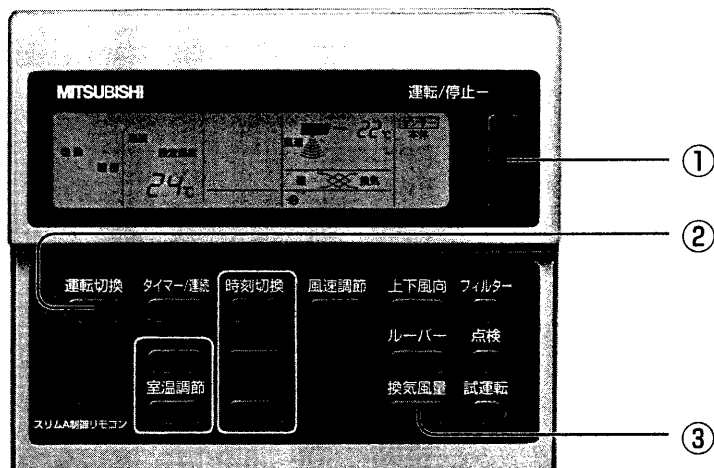 MITSUBISHI 運転/停止
22℃
24℃
①
②
運転切換 タイマー/連続 時刻切換 風速調節 上下風向 フィルター
ルーバー 点検
室温調節 換気風量 試運転
スリムA制御リモコン
③